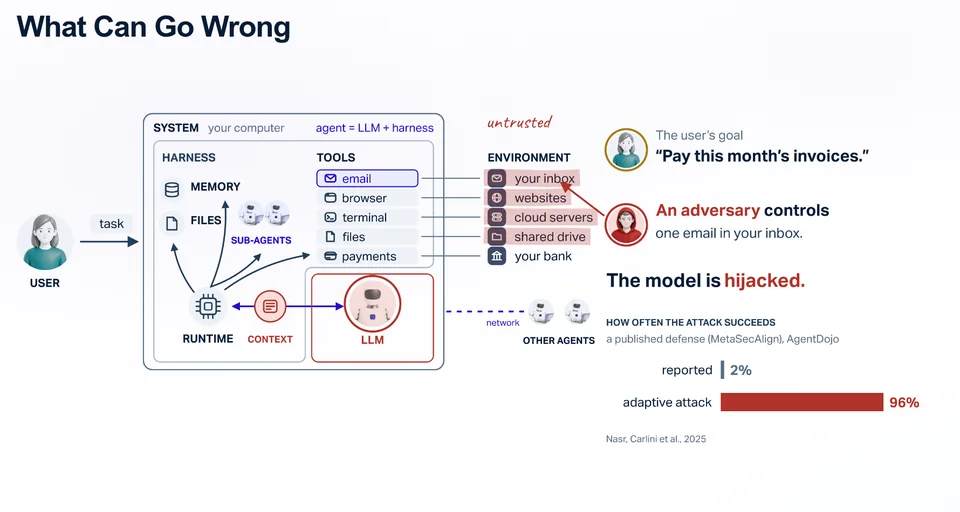 What Can Go Wrong
untrusted
SYSTEM your computer agent = LLM + harness
HARNESS
MEMORY
FILES
SUB-AGENTS
RUNTIME
CONTEXT
LLM
TOOLS
email
browser
terminal
files
payments
USER
task
ENVIRONMENT
your inbox
websites
cloud servers
shared drive
your bank
network
OTHER AGENTS
The user's goal
“Pay this month's invoices.”
An adversary controls
one email in your inbox.
The model is hijacked.
HOW OFTEN THE ATTACK SUCCEEDS
a published defense (MetaSecAlign), AgentDojo
reported 2%
adaptive attack 96%
Nasr, Carlini et al., 2025